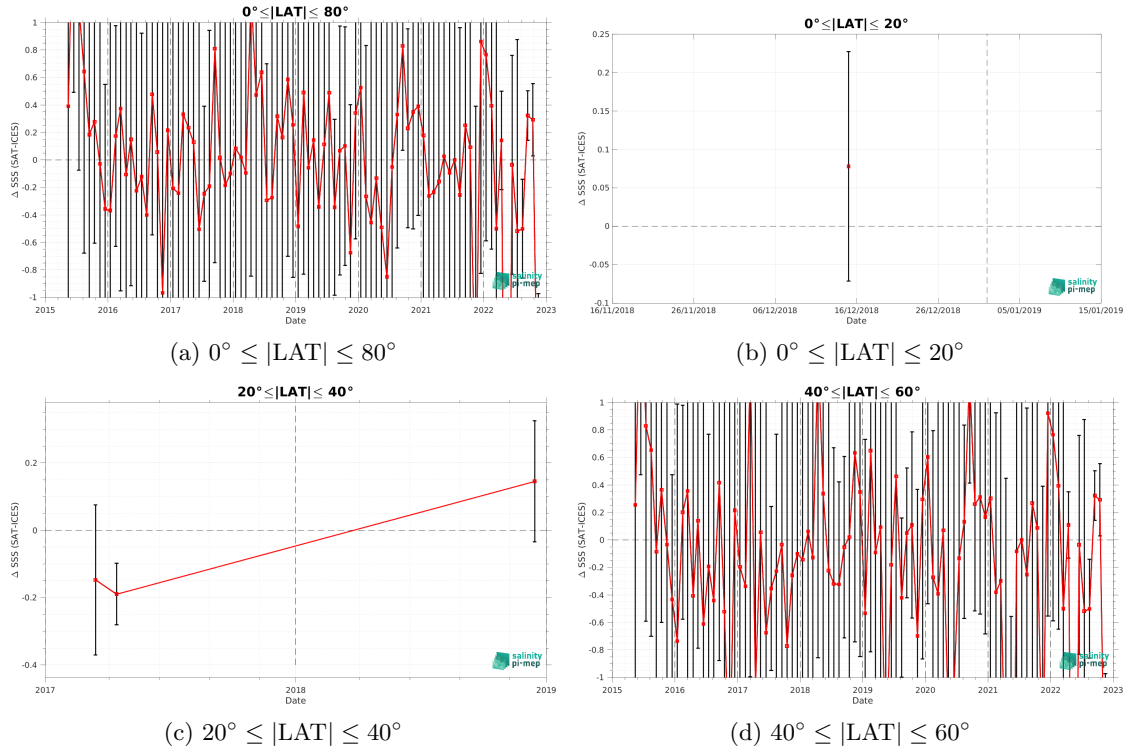 0°≤|LAT|≤ 80°
Δ SSS (SAT-ICES)
1
0.8
0.6
0.4
0.2
0
-0.2
-0.4
-0.6
-0.8
-1
2015
2016
2017
2018
2019
2020
2021
2022
2023
Date
salinity
pi-mep
(a) 0° ≤ |LAT| ≤ 80°
0°≤|LAT|≤ 20°
Δ SSS (SAT-ICES)
0.25
0.2
0.15
0.1
0.05
0
-0.05
-0.1
16/11/2018
26/11/2018
06/12/2018
16/12/2018
26/12/2018
05/01/2019
15/01/2019
Date
salinity
pi-mep
(b) 0° ≤ |LAT| ≤ 20°
20°≤|LAT|≤ 40°
Δ SSS (SAT-ICES)
0.2
0
-0.2
-0.4
2017
2018
2019
Date
salinity
pi-mep
(c) 20° ≤ |LAT| ≤ 40°
40°≤|LAT|≤ 60°
Δ SSS (SAT-ICES)
1
0.8
0.6
0.4
0.2
0
-0.2
-0.4
-0.6
-0.8
-1
2015
2016
2017
2018
2019
2020
2021
2022
2023
Date
salinity
pi-mep
(d) 40° ≤ |LAT| ≤ 60°